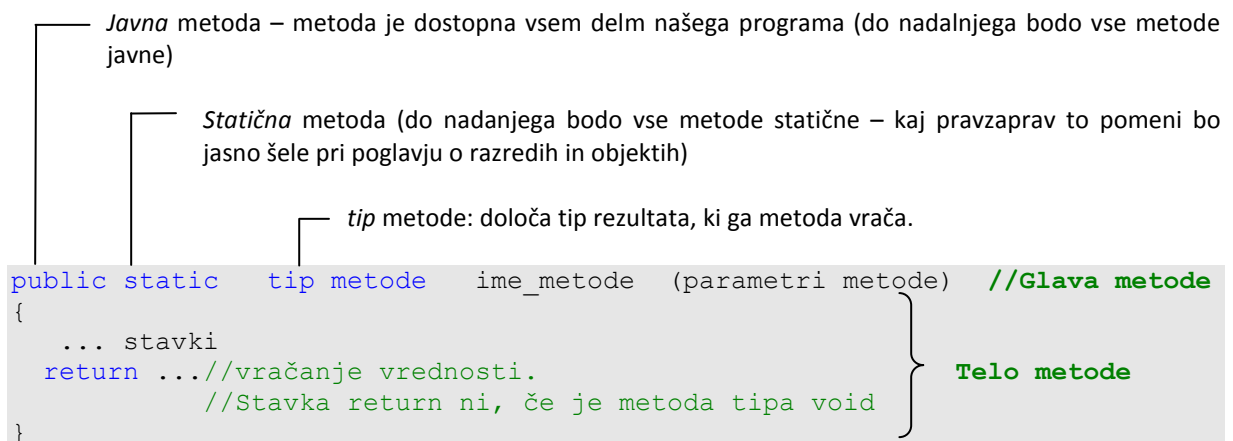 Javna metoda – metoda je dostopna vsem delm našega programa (do nadalnjega bodo vse metode
javne)
Statična metoda (do nadanjega bodo vse metode statične – kaj pravzaprav to pomeni bo
jasno šele pri poglavju o razredih in objektih)
tip metode: določa tip rezultata, ki ga metoda vrača.
public static tip metode ime_metode (parametri metode) //Glava metode
{
... stavki
return ...//vračanje vrednosti. Telo metode
//Stavka return ni, če je metoda tipa void
}